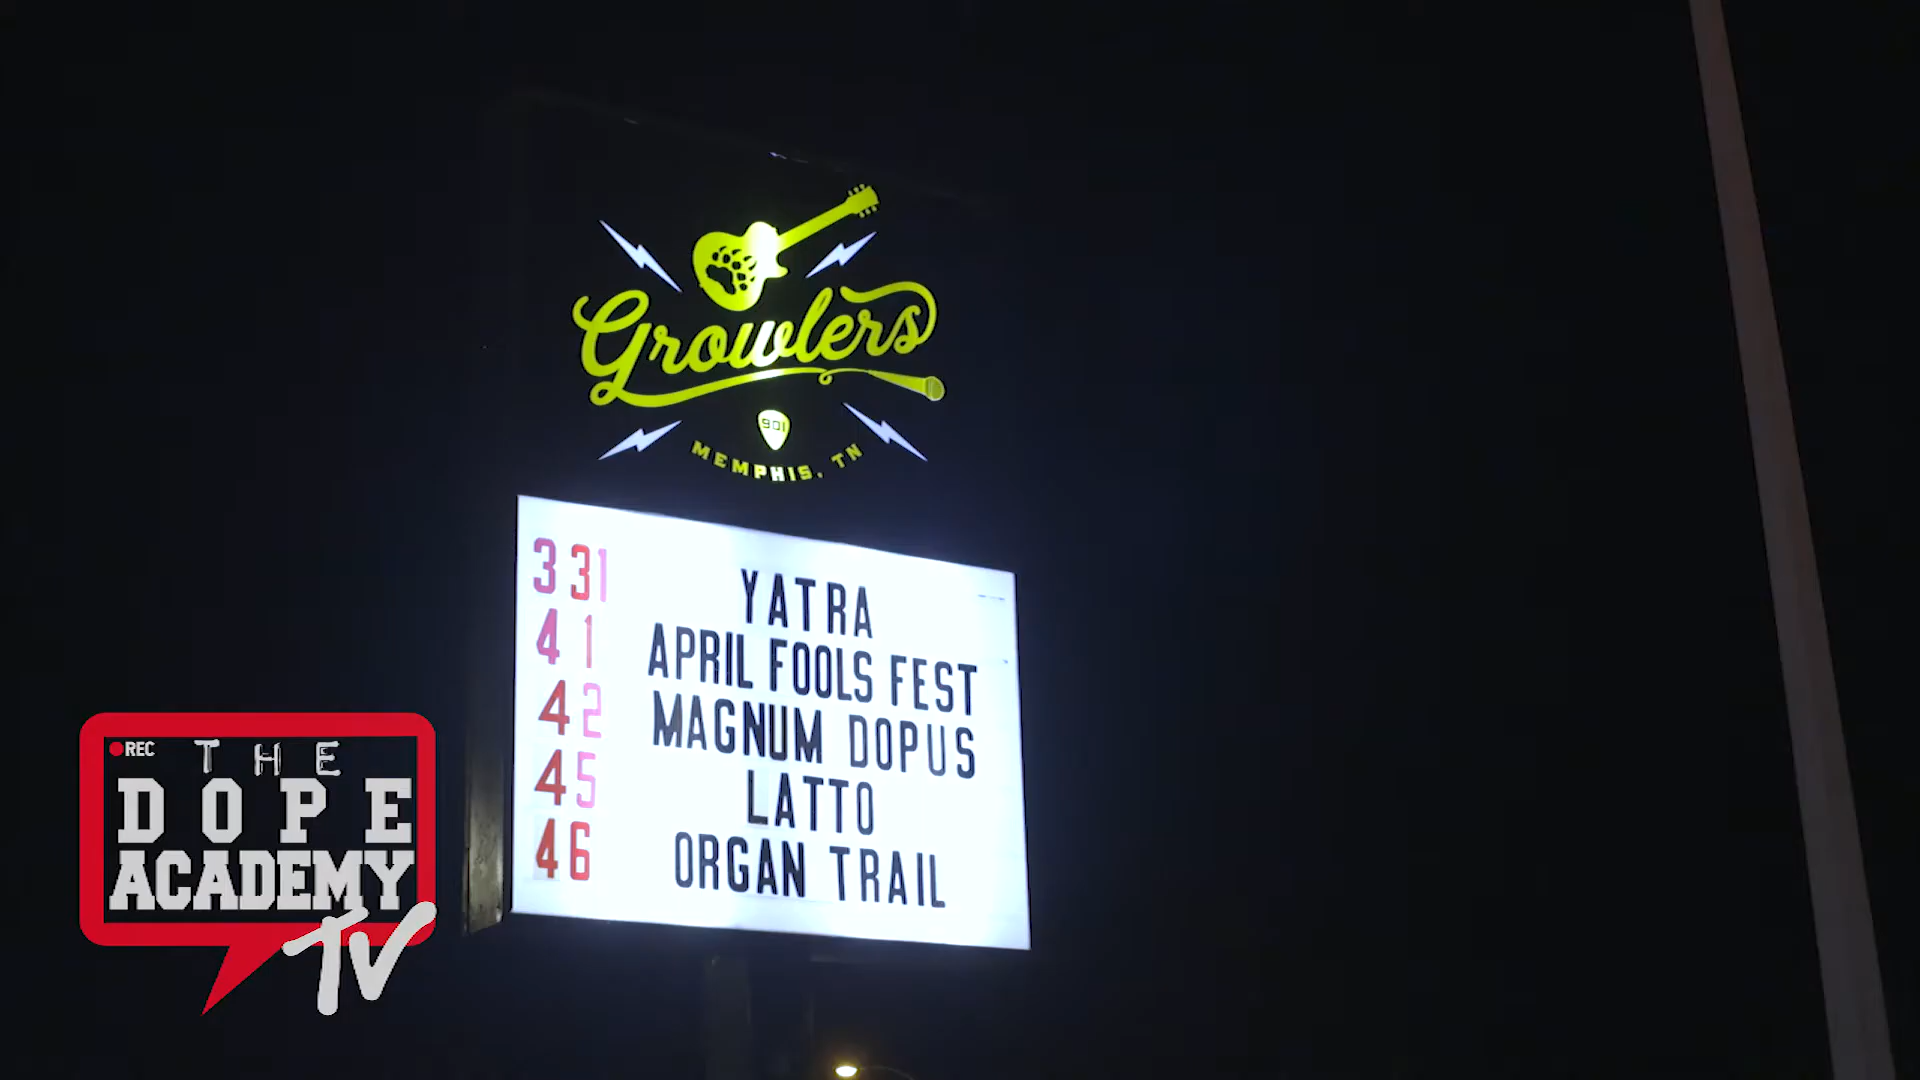 Growlers
901
MEMPHIS, TN
3 31 YATRA
4 1 APRIL FOOLS FEST
4 2 MAGNUM DOPUS
4 5 LATTO
4 6 ORGAN TRAIL
REC THE
DOPE
ACADEMY
TV